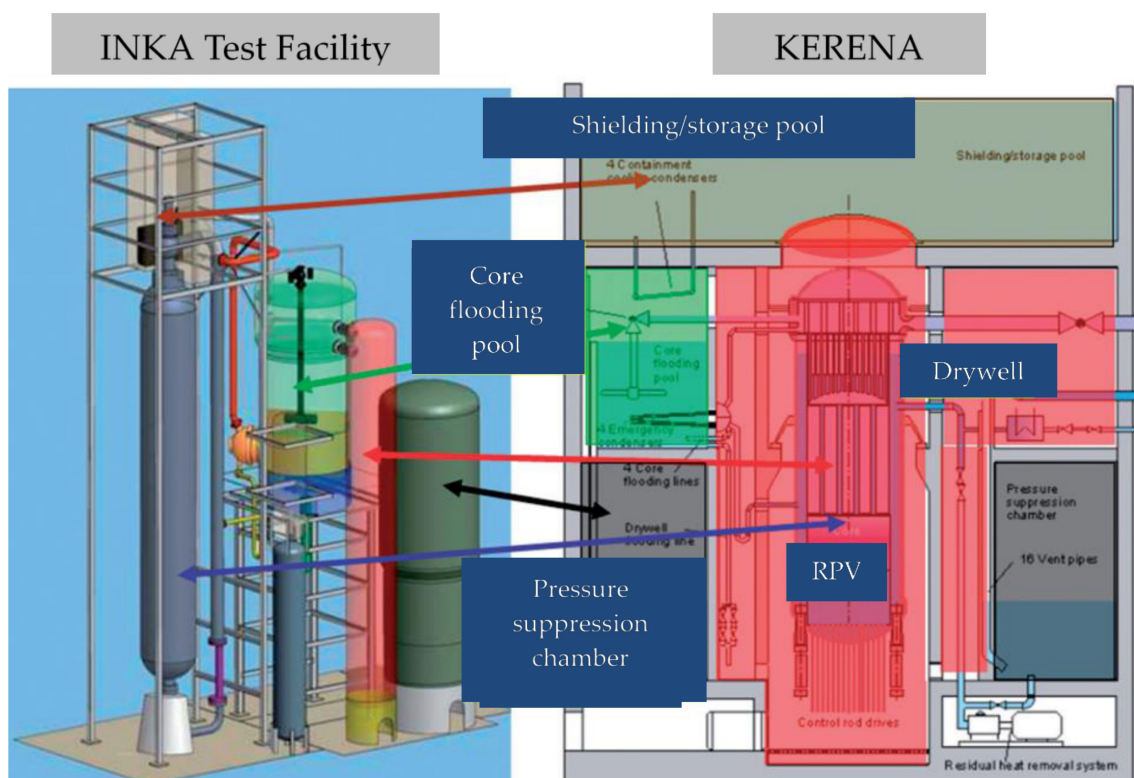 INKA Test Facility
KERENA
Shielding/storage pool
4 Containment
condensers
Shielding/storage pool
Core
flooding
pool
Core
flooding
pool
Drywell
4 Emergency
condensers
4 Core
flooding lines
Pressure
suppression
chamber
Drywell
line
16 Vent pipes
RPV
Pressure
suppression
chamber
Control rod drives
Residual heat removal system